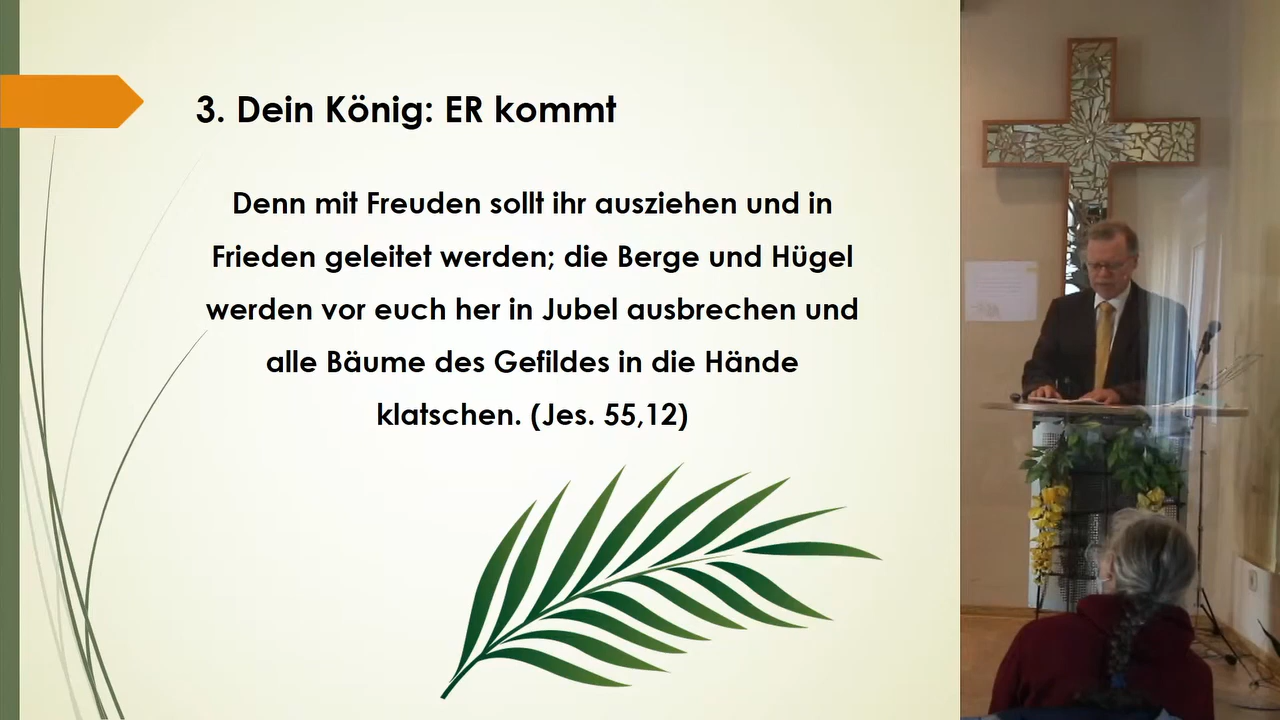 3. Dein König: ER kommt
Denn mit Freuden sollt ihr ausziehen und in
Frieden geleitet werden; die Berge und Hügel
werden vor euch her in Jubel ausbrechen und
alle Bäume des Gefildes in die Hände
klatschen. (Jes. 55,12)